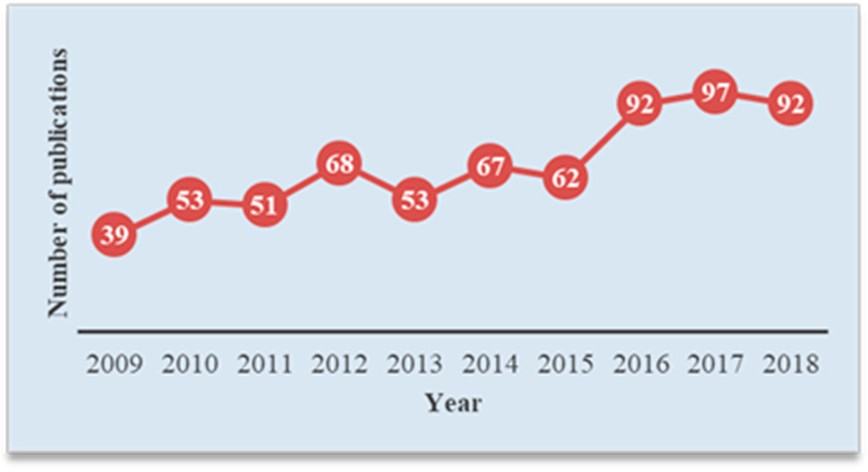 Number of publications
39 53 51 68 53 67 62 92 97 92
2009 2010 2011 2012 2013 2014 2015 2016 2017 2018
Year